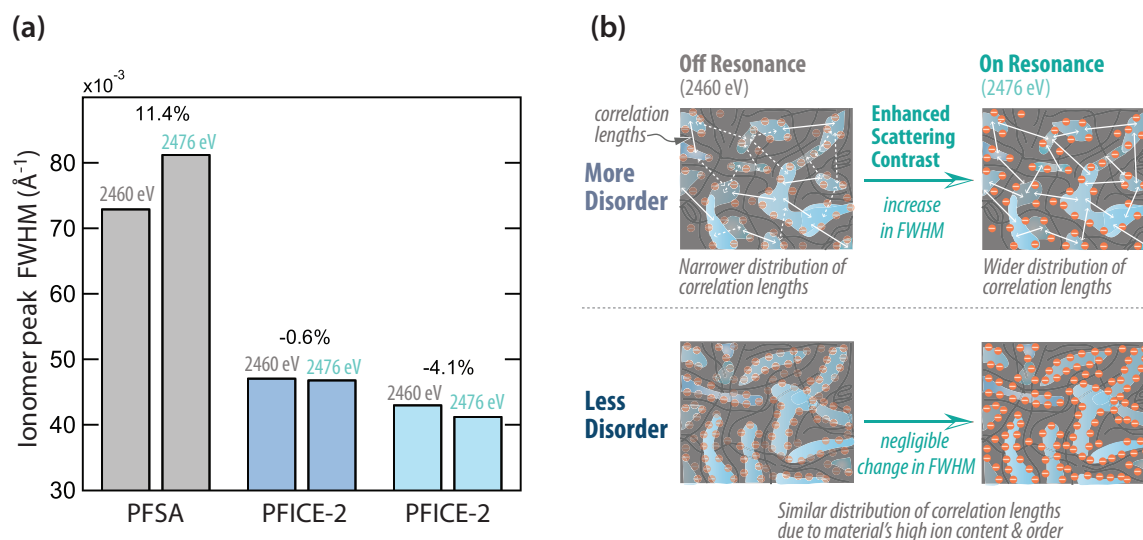 (a)
x10⁻³
Ionomer peak FWHM (Å⁻¹)
80
70
60
50
40
30
11.4%
2460 eV
2476 eV
-0.6%
2460 eV
2476 eV
-4.1%
2460 eV
2476 eV
PFSA
PFICE-2
PFICE-2
(b)
Off Resonance
(2460 eV)
On Resonance
(2476 eV)
correlation
lengths
More
Disorder
Enhanced
Scattering
Contrast
increase
in FWHM
Narrower distribution of
correlation lengths
Wider distribution of
correlation lengths
Less
Disorder
negligible
change in FWHM
Similar distribution of correlation lengths
due to material's high ion content & order